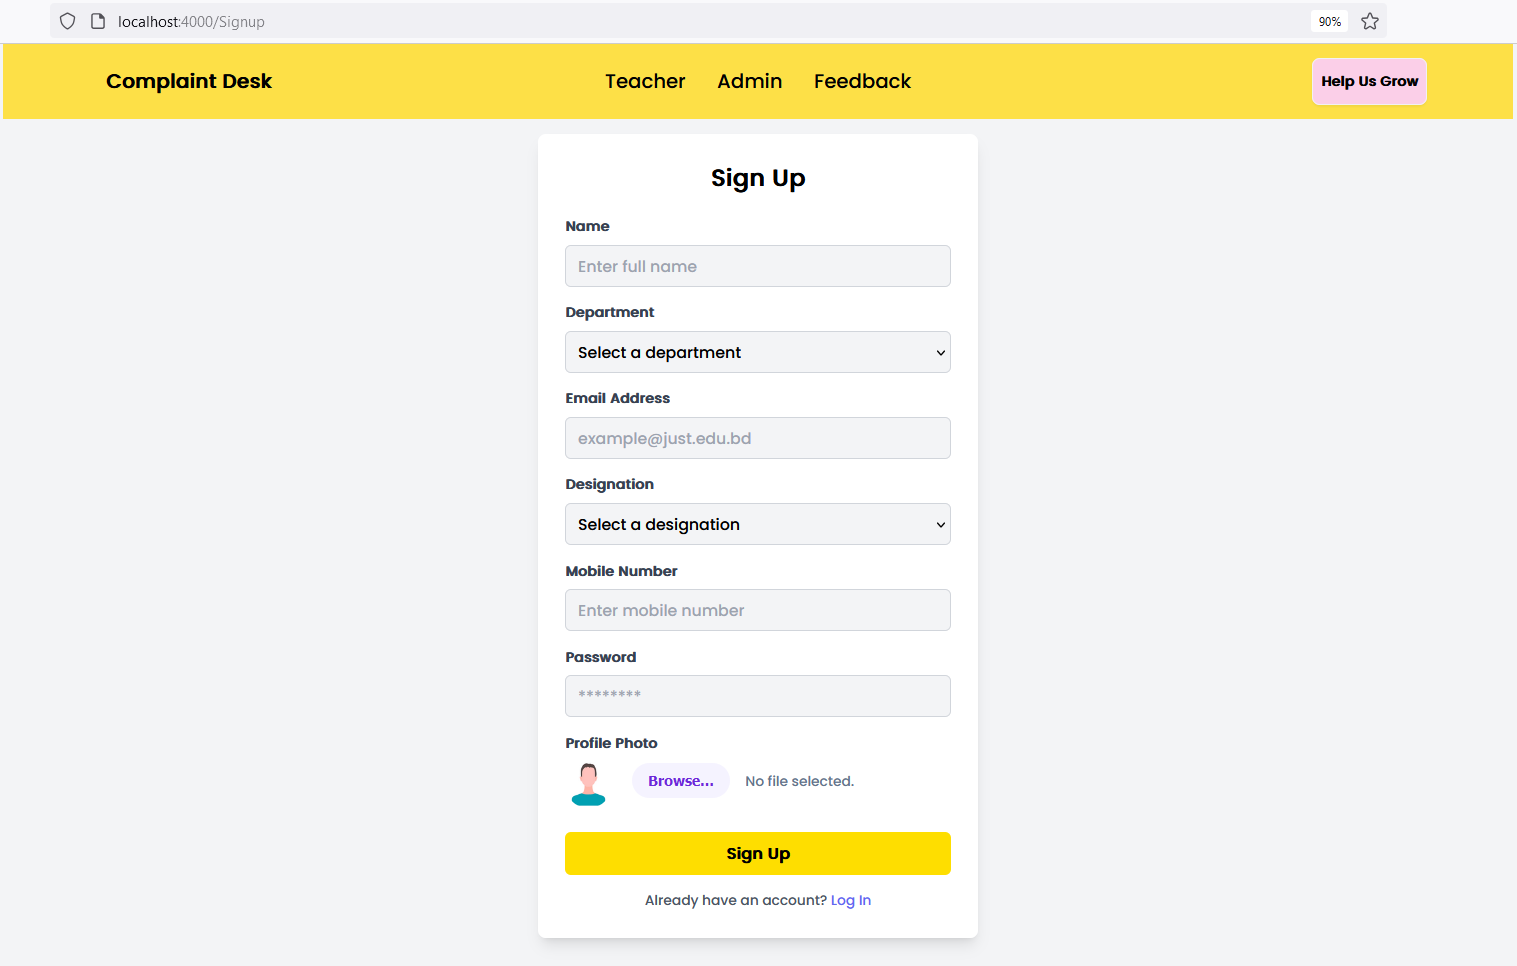 localhost:4000/Signup
90%
Complaint Desk
Teacher Admin Feedback
Help Us Grow
Sign Up
Name
Enter full name
Department
Select a department
Email Address
example@just.edu.bd
Designation
Select a designation
Mobile Number
Enter mobile number
Password
********
Profile Photo
Browse... No file selected.
Sign Up
Already have an account? Log In